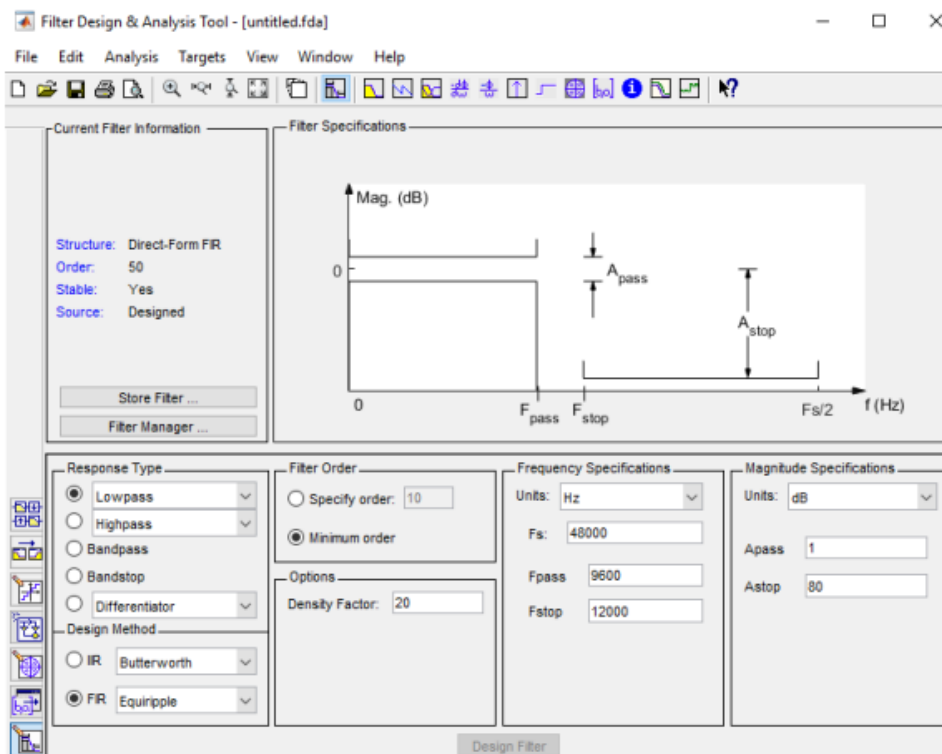 Filter Design & Analysis Tool - [untitled.fda]
File Edit Analysis Targets View Window Help
Current Filter Information
Structure: Direct-Form FIR
Order: 50
Stable: Yes
Source: Designed
Store Filter ...
Filter Manager ...
Filter Specifications
Mag. (dB)
0
Apass
Astop
0
Fpass
Fstop
Fs/2
f (Hz)
Response Type
Lowpass
Highpass
Bandpass
Bandstop
Differentiator
Design Method
IIR Butterworth
FIR Equiripple
Filter Order
Specify order: 10
Minimum order
Options
Density Factor: 20
Frequency Specifications
Units: Hz
Fs: 48000
Fpass 9600
Fstop 12000
Magnitude Specifications
Units: dB
Apass 1
Astop 80
Design Filter